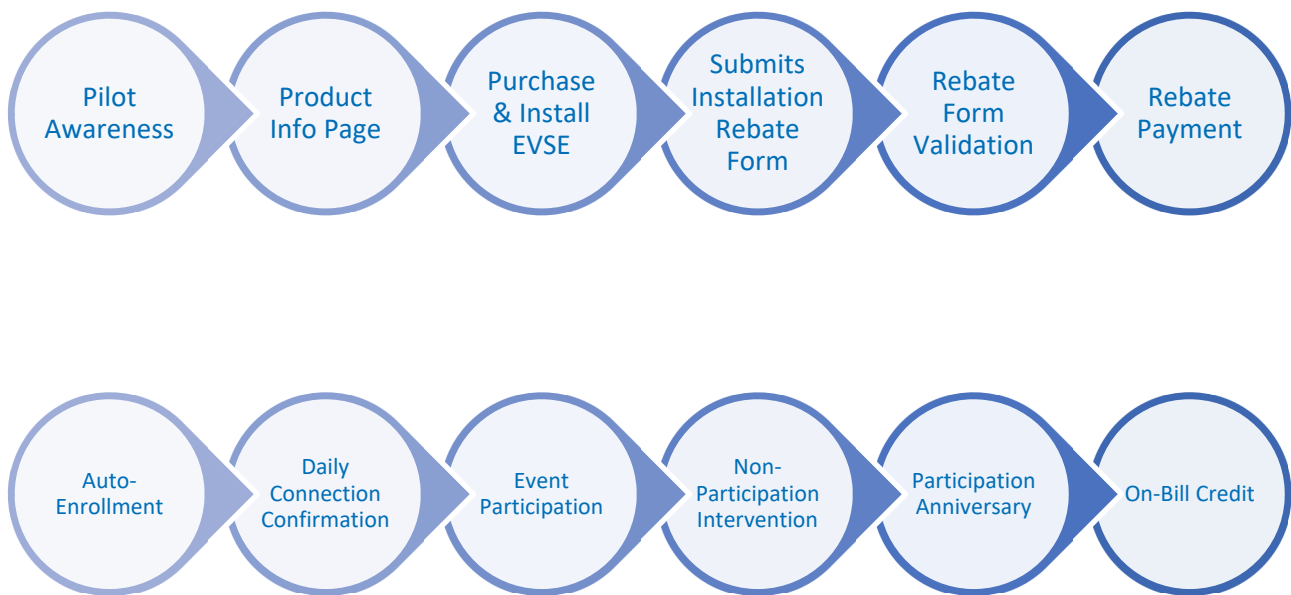 Pilot
Awareness
Product
Info Page
Purchase
& Install
EVSE
Submits
Installation
Rebate
Form
Rebate
Form
Validation
Rebate
Payment
Auto-
Enrollment
Daily
Connection
Confirmation
Event
Participation
Non-
Participation
Intervention
Participation
Anniversary
On-Bill Credit